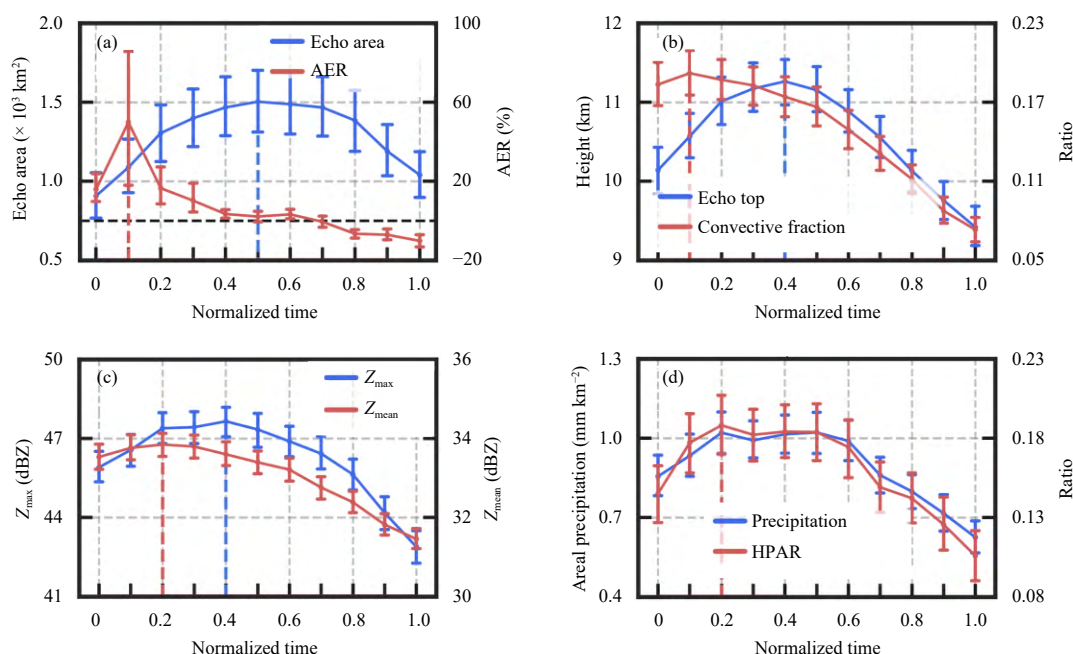 (a)
Echo area
AER
2.0
1.5
1.0
0.5
Echo area (× 10³ km²)
100
60
20
−20
AER (%)
0 0.2 0.4 0.6 0.8 1.0
Normalized time
(b)
Echo top
Convective fraction
12
11
10
9
Height (km)
0.23
0.17
0.11
0.05
Ratio
0 0.2 0.4 0.6 0.8 1.0
Normalized time
(c)
Zmax
Zmean
50
47
44
41
Zmax (dBZ)
36
34
32
30
Zmean (dBZ)
0 0.2 0.4 0.6 0.8 1.0
Normalized time
(d)
Precipitation
HPAR
1.3
1.0
0.7
0.4
Areal precipitation (mm km⁻²)
0.23
0.18
0.13
0.08
Ratio
0 0.2 0.4 0.6 0.8 1.0
Normalized time